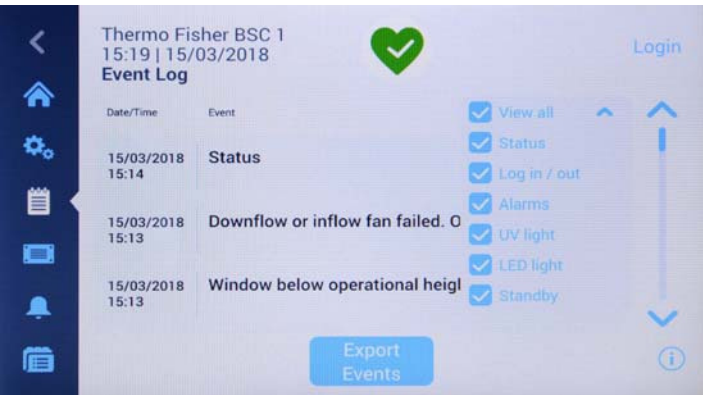 Thermo Fisher BSC 1
15:19 | 15/03/2018
Event Log
Login
Date/Time Event
View all
Status
Log in / out
Alarms
UV light
LED light
Standby
15/03/2018
15:14
Status
15/03/2018
15:13
Downflow or inflow fan failed. O
15/03/2018
15:13
Window below operational heigl
Export
Events
i